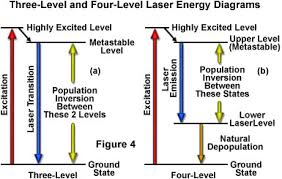 Three-Level and Four-Level Laser Energy Diagrams
Highly Excited Level
Metastable
Level
(a)
Excitation
Laser Transition
Population
Inversion
Between
These 2 Levels
Figure 4
Ground
State
Three-Level
Highly Excited Level
Upper Level
(Metastable)
Excitation
Laser
Emission
Population
Inversion
Between
These States
(b)
Lower
LaserLevel
Natural
Depopulation
Ground
State
Four-Level